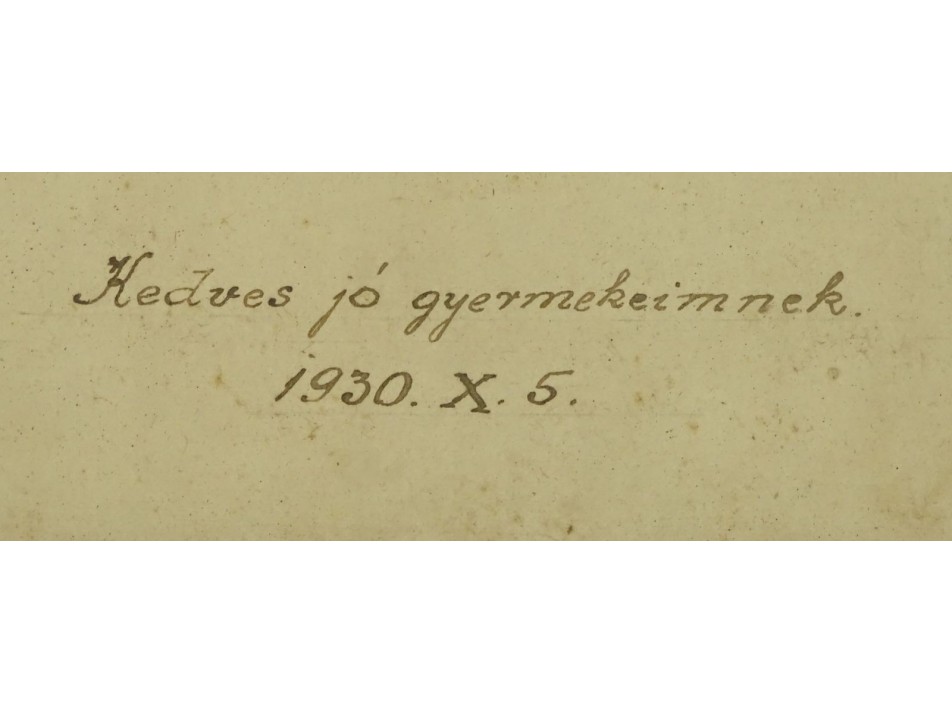 Kedves jó gyermekeimnek.
1930. X. 5.